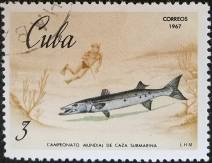 CORREOS
1967
Cuba
3
CAMPEONATO MUNDIAL DE CAZA SUBMARINA
I.H.M.